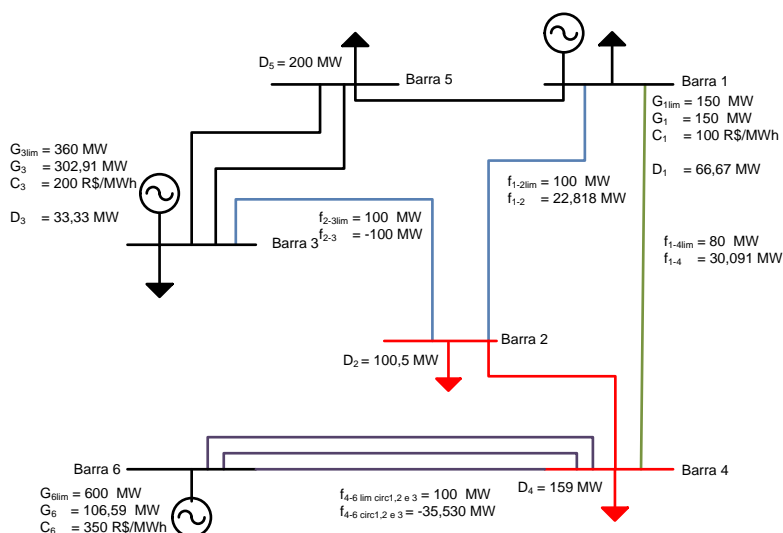 D5 = 200 MW
Barra 5
Barra 1
G1lim = 150 MW
G1 = 150 MW
C1 = 100 R$/MWh
D1 = 66,67 MW
G3lim = 360 MW
G3 = 302,91 MW
C3 = 200 R$/MWh
D3 = 33,33 MW
Barra 3
f2-3lim = 100 MW
f2-3 = -100 MW
f1-2lim = 100 MW
f1-2 = 22,818 MW
f1-4lim = 80 MW
f1-4 = 30,091 MW
Barra 2
D2 = 100,5 MW
Barra 6
Barra 4
G6lim = 600 MW
G6 = 106,59 MW
C6 = 350 R$/MWh
f4-6 lim circ1,2 e 3 = 100 MW
f4-6 circ1,2 e 3 = -35,530 MW
D4 = 159 MW